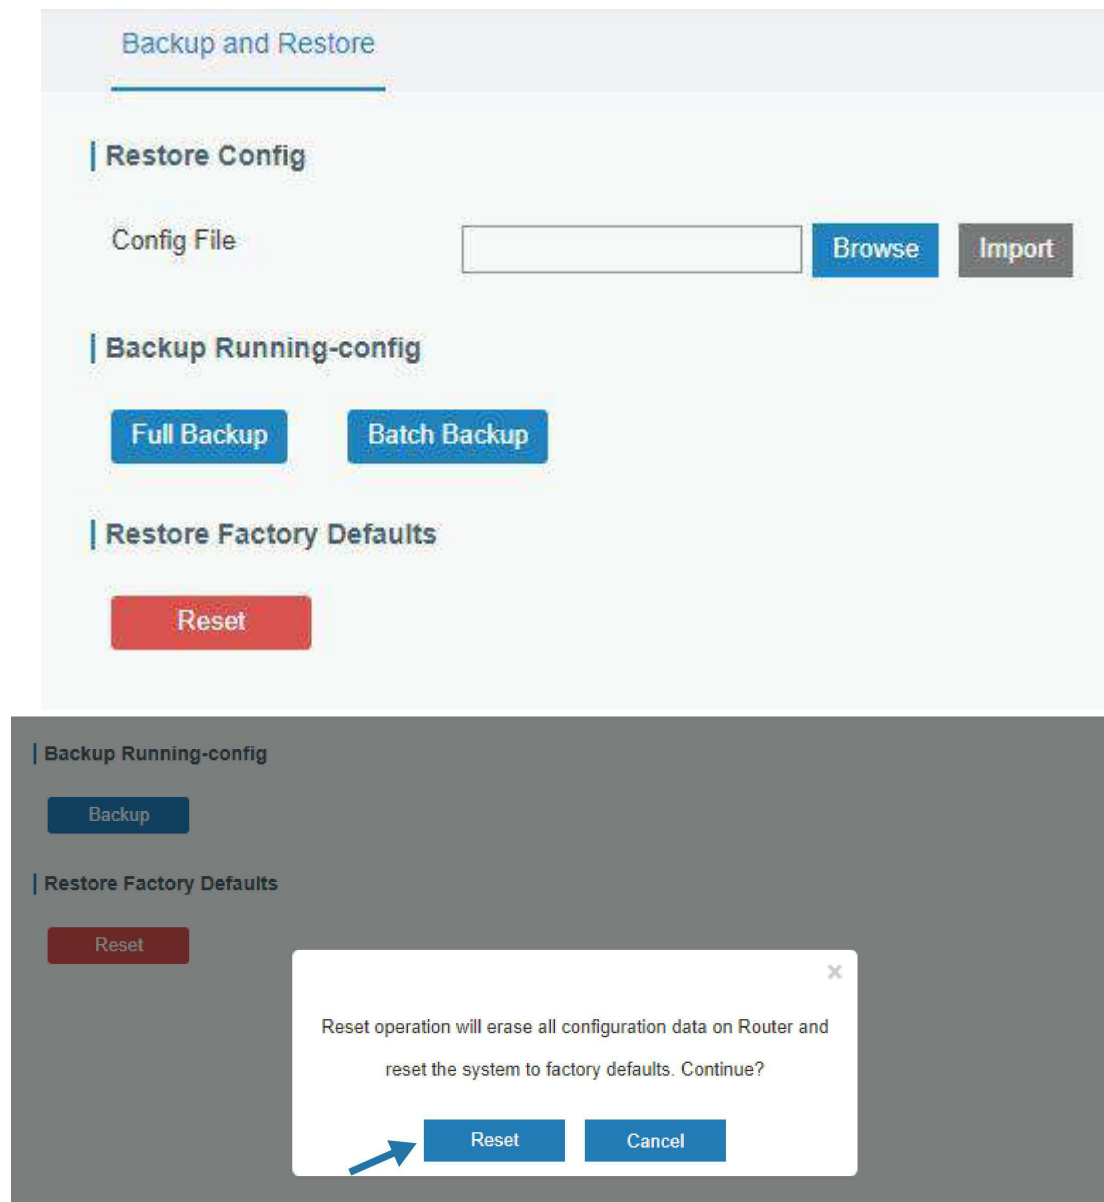 Backup and Restore
Restore Config
Config File
Browse
Import
Backup Running-config
Full Backup
Batch Backup
Restore Factory Defaults
Reset
Backup Running-config
Backup
Restore Factory Defaults
Reset
×
Reset operation will erase all configuration data on Router and
reset the system to factory defaults. Continue?
Reset
Cancel